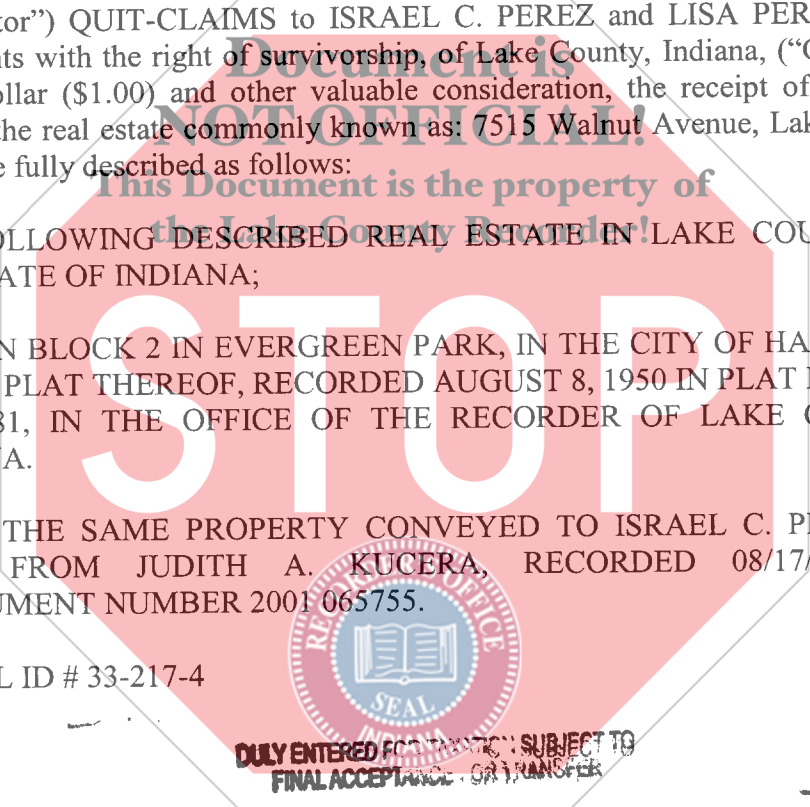 tor") QUIT-CLAIMS to ISRAEL C. PEREZ and LISA PER
nts with the right of survivorship, of Lake County, Indiana, ("
Document is
ollar ($1.00) and other valuable consideration, the receipt of
NOT OFFICIAL!
the real estate commonly known as: 7515 Walnut Avenue, Lak
e fully described as follows:
This Document is the property of
the Lake County Recorder!
OLLOWING DESCRIBED REAL ESTATE IN LAKE COU
ATE OF INDIANA;
STOP
N BLOCK 2 IN EVERGREEN PARK, IN THE CITY OF HA
PLAT THEREOF, RECORDED AUGUST 8, 1950 IN PLAT
81, IN THE OFFICE OF THE RECORDER OF LAKE
A.
THE SAME PROPERTY CONVEYED TO ISRAEL C. P
FROM JUDITH A. KUCERA, RECORDED 08/17/
UMENT NUMBER 2001 065755.
RECORDER'S OFFICE
SEAL
INDIANA
L ID # 33-217-4
DULY ENTERED FOR TAXATION SUBJECT TO
FINAL ACCEPTANCE FOR TRANSFER